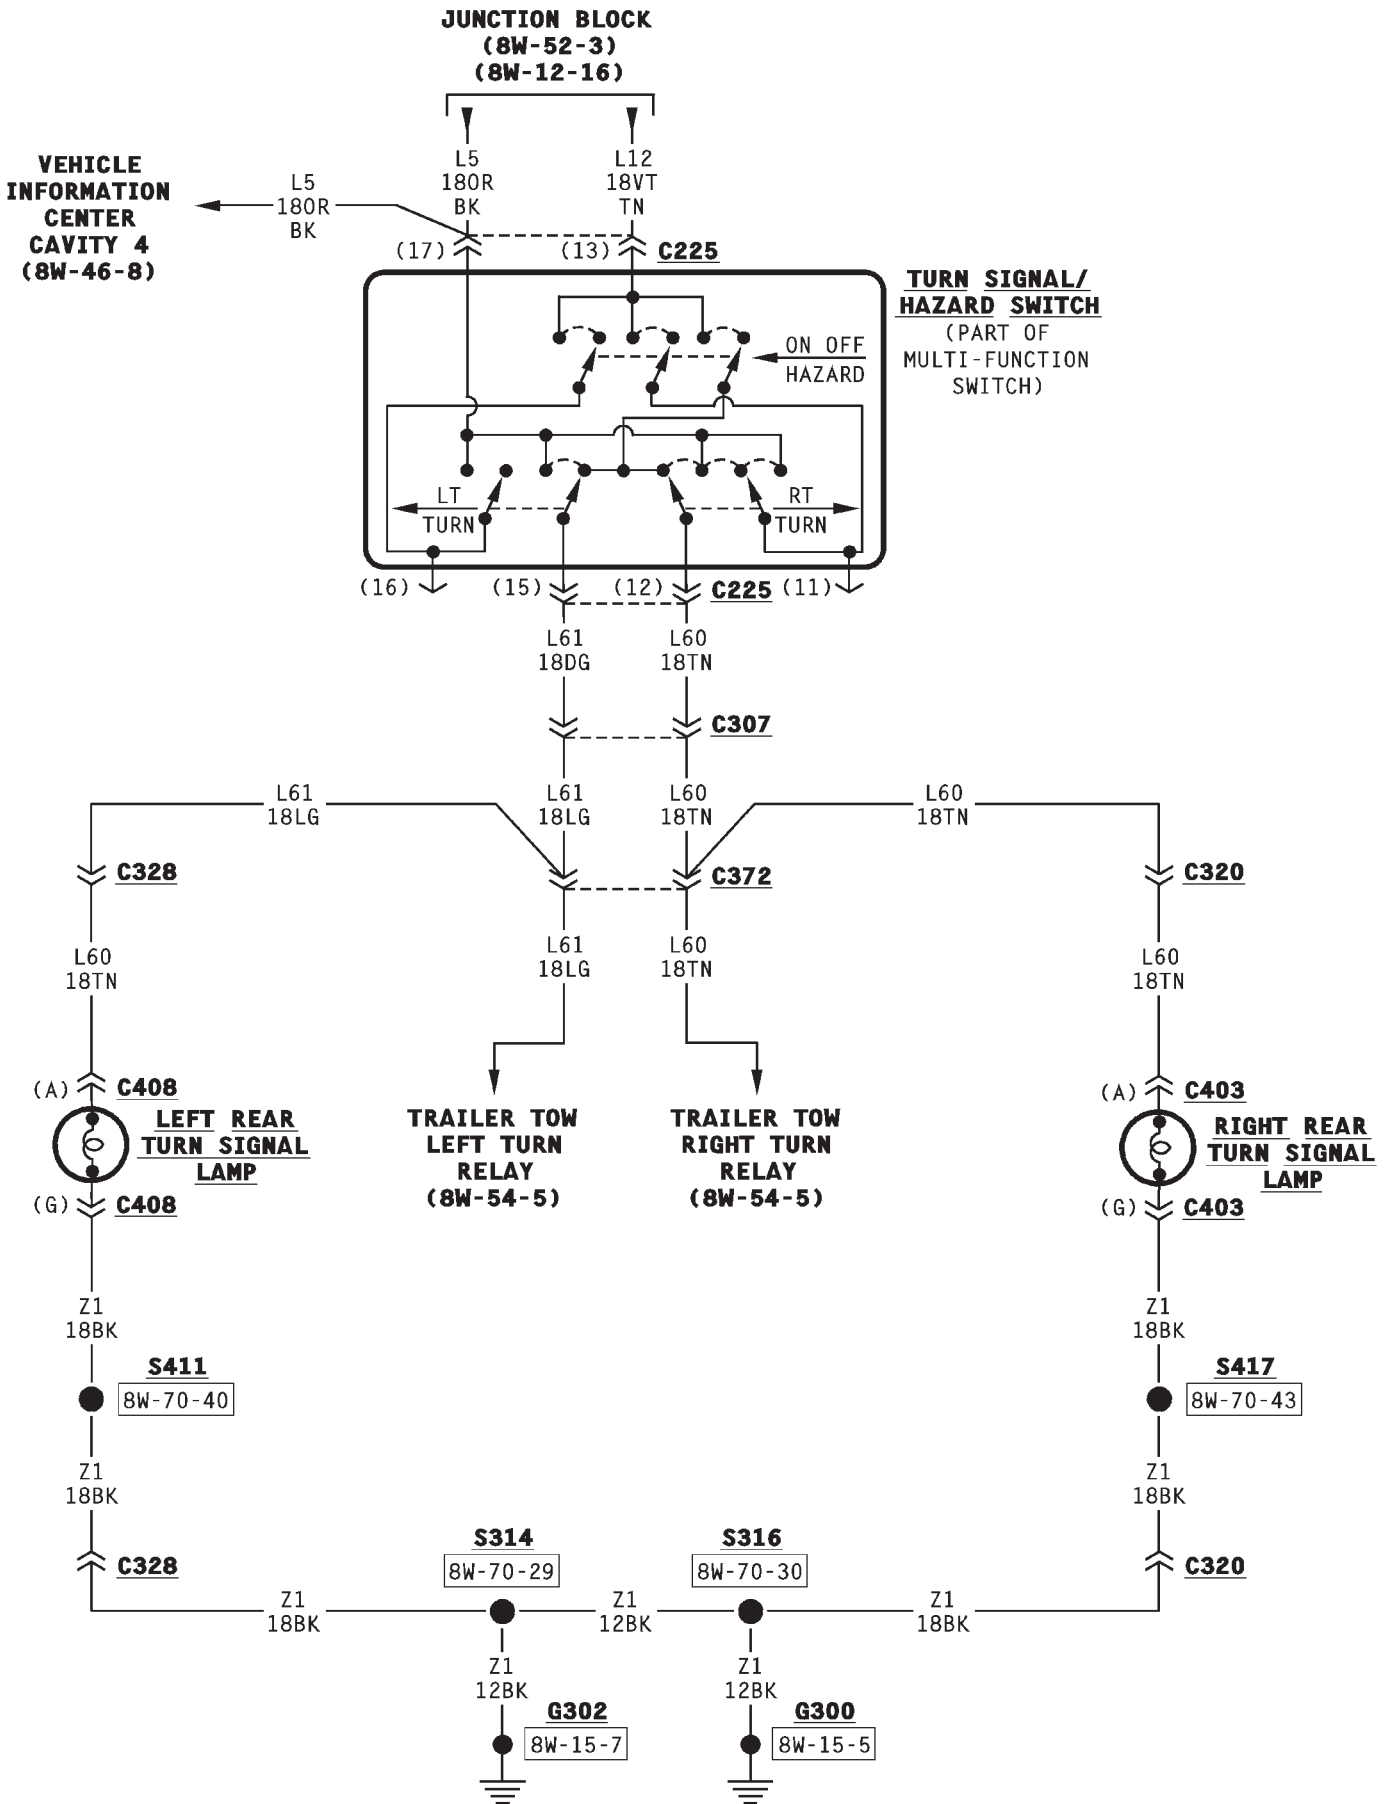 JUNCTION BLOCK
(8W-52-3)
(8W-12-16)
VEHICLE
INFORMATION
CENTER
CAVITY 4
(8W-46-8)
L5
18OR
BK
L5
18OR
BK
L12
18VT
TN
(17)
(13)
C225
TURN SIGNAL/
HAZARD SWITCH
(PART OF
MULTI-FUNCTION
SWITCH)
ON OFF
HAZARD
LT
TURN
RT
TURN
(16)
(15)
(12)
C225
(11)
L61
18DG
L60
18TN
C307
L61
18LG
L61
18LG
L60
18TN
L60
18TN
C328
C372
C320
L60
18TN
L61
18LG
L60
18TN
L60
18TN
(A)
C408
LEFT REAR
TURN SIGNAL
LAMP
(G)
C408
TRAILER TOW
LEFT TURN
RELAY
(8W-54-5)
TRAILER TOW
RIGHT TURN
RELAY
(8W-54-5)
(A)
C403
RIGHT REAR
TURN SIGNAL
LAMP
(G)
C403
Z1
18BK
Z1
18BK
S411
8W-70-40
S417
8W-70-43
Z1
18BK
Z1
18BK
C328
S314
8W-70-29
S316
8W-70-30
C320
Z1
18BK
Z1
12BK
Z1
18BK
Z1
12BK
Z1
12BK
G302
8W-15-7
G300
8W-15-5